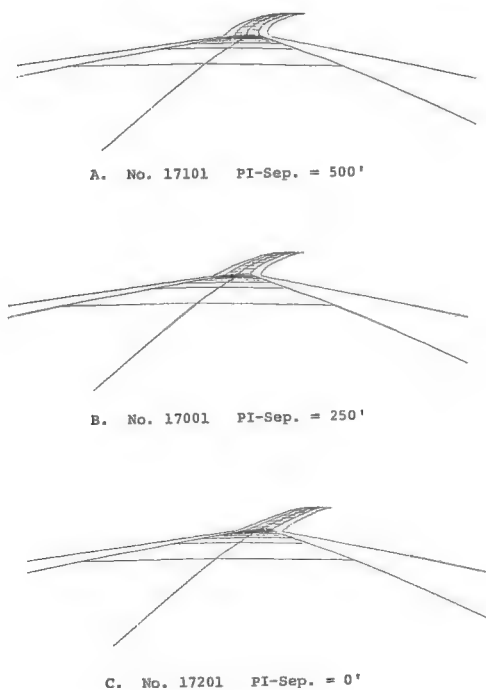 A. No. 17101 PI-Sep. = 500'
B. No. 17001 PI-Sep. = 250'
C. No. 17201 PI-Sep. = 0'